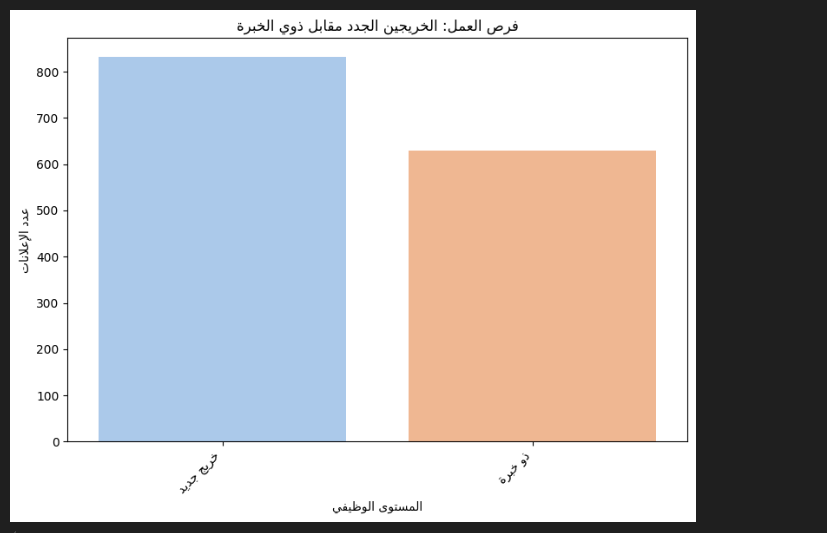 فرص العمل: الخريجين الجدد مقابل ذوي الخبرة
عدد الإعلانات
800
700
600
500
400
300
200
100
0
خريج جديد
ذو خبرة
المستوى الوظيفي